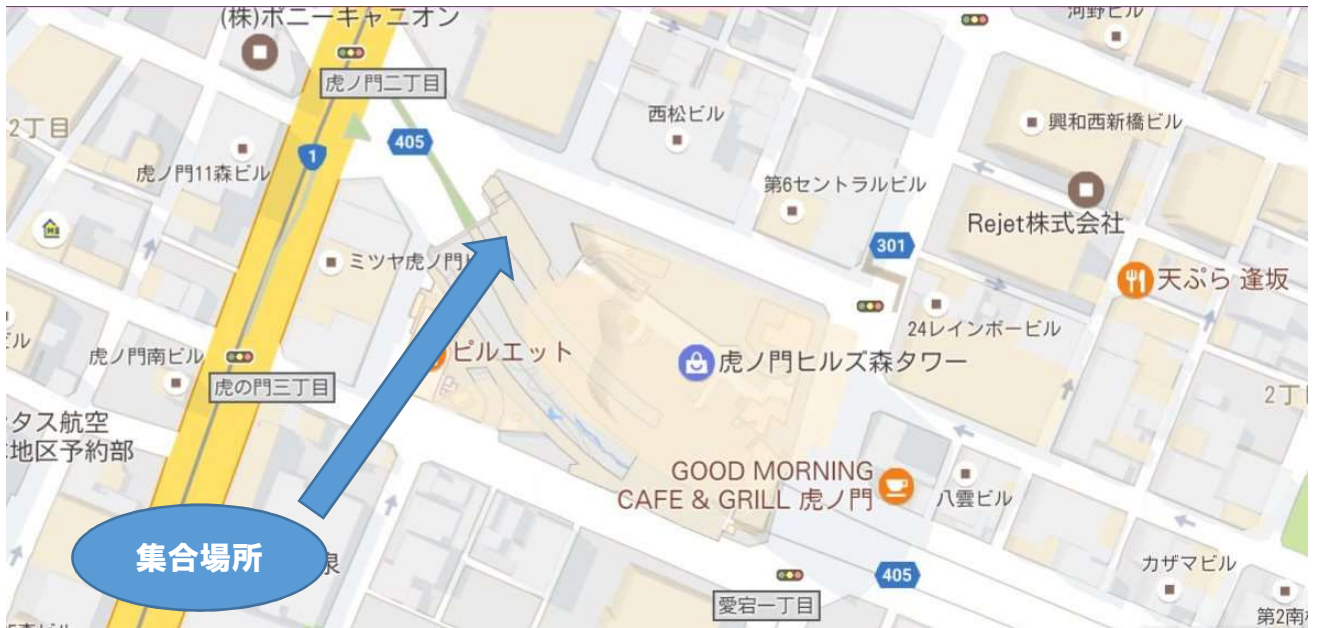 (株)ポニーキャニオン
河野ビル
虎ノ門二丁目
西松ビル
興和西新橋ビル
2丁目
405
1
虎ノ門11森ビル
第6セントラルビル
Rejet株式会社
301
ミツヤ虎ノ門
天ぷら 逢坂
24レインボービル
ピルエット
虎ノ門ヒルズ森タワー
ビル
虎ノ門南ビル
虎の門三丁目
2丁
タス航空
地区予約部
GOOD MORNING
CAFE & GRILL 虎ノ門
八雲ビル
集合場所
泉
カザマビル
405
愛宕一丁目
第2南